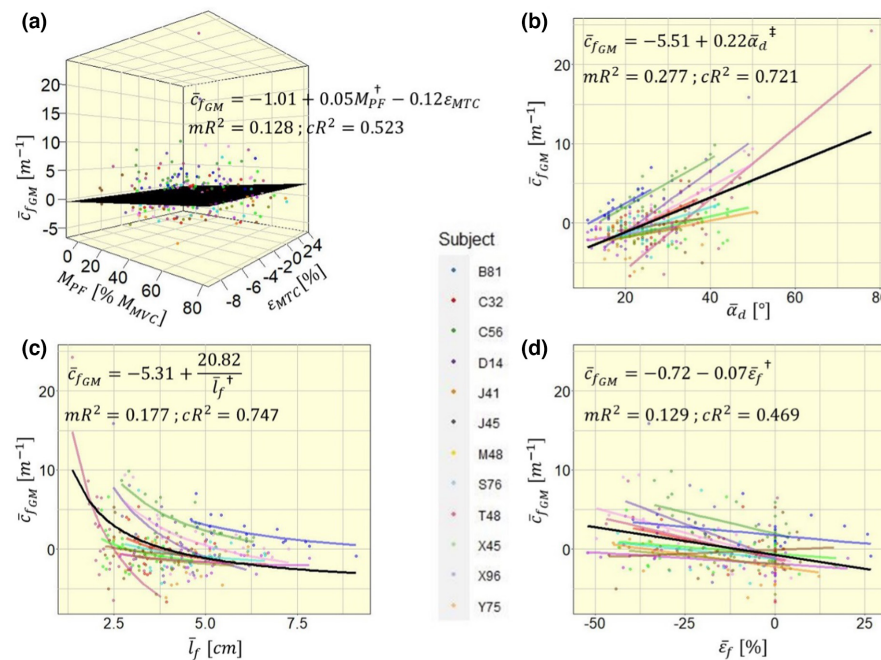 (a)
c̄_fGM = −1.01 + 0.05M_PF† − 0.12ε_MTC
mR² = 0.128 ; cR² = 0.523
c̄_fGM [m⁻¹]
20
15
10
5
0
-5
0
20
40
60
80
M_PF [% M_MVC]
-8
-6
-4
-2
0
24
ε_MTC [%]
(b)
c̄_fGM = −5.51 + 0.22ᾱ_d‡
mR² = 0.277 ; cR² = 0.721
c̄_fGM [m⁻¹]
20
10
0
20 40 60 80
ᾱ_d [°]
Subject
B81
C32
C56
D14
J41
J45
M48
S76
T48
X45
X96
Y75
(c)
c̄_fGM = −5.31 + 20.82 / l̄_f†
mR² = 0.177 ; cR² = 0.747
c̄_fGM [m⁻¹]
20
10
0
2.5 5.0 7.5
l̄_f [cm]
(d)
c̄_fGM = −0.72 − 0.07ε̄_f†
mR² = 0.129 ; cR² = 0.469
c̄_fGM [m⁻¹]
20
10
0
-50 -25 0 25
ε̄_f [%]